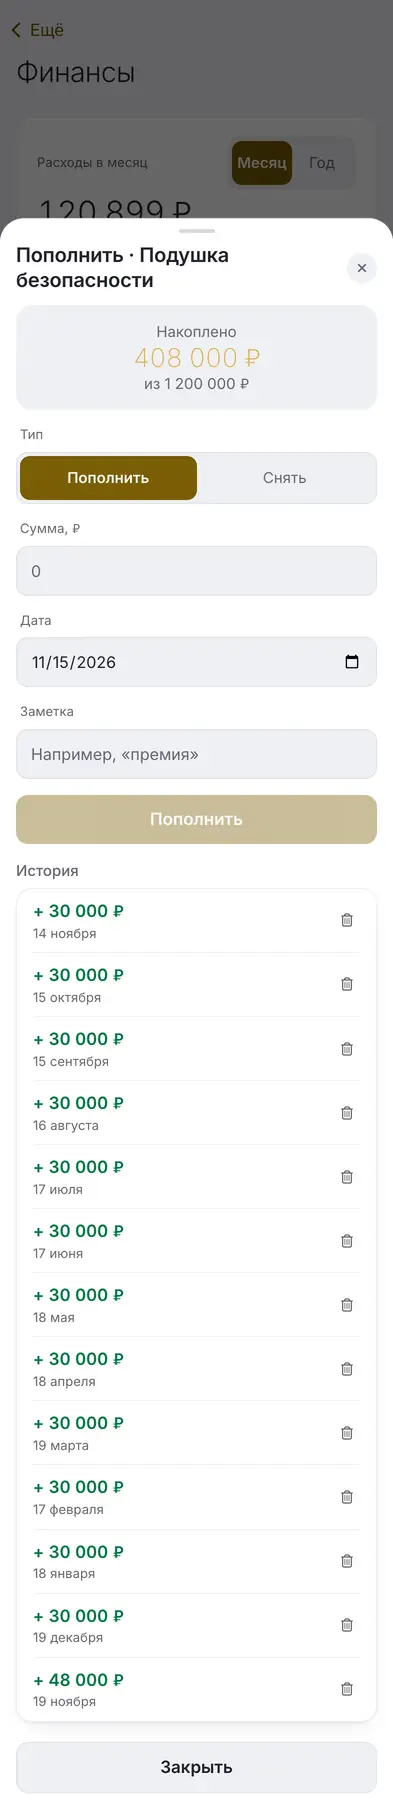 Ещё
Финансы
Расходы в месяц
Месяц
Год
120 899 ₽
Пополнить · Подушка
безопасности
Накоплено
408 000 ₽
из 1 200 000 ₽
Тип
Пополнить
Снять
Сумма, ₽
0
Дата
11/15/2026
Заметка
Например, «премия»
Пополнить
История
+ 30 000 ₽
14 ноября
+ 30 000 ₽
15 октября
+ 30 000 ₽
15 сентября
+ 30 000 ₽
16 августа
+ 30 000 ₽
17 июля
+ 30 000 ₽
17 июня
+ 30 000 ₽
18 мая
+ 30 000 ₽
18 апреля
+ 30 000 ₽
19 марта
+ 30 000 ₽
17 февраля
+ 30 000 ₽
18 января
+ 30 000 ₽
19 декабря
+ 48 000 ₽
19 ноября
Закрыть